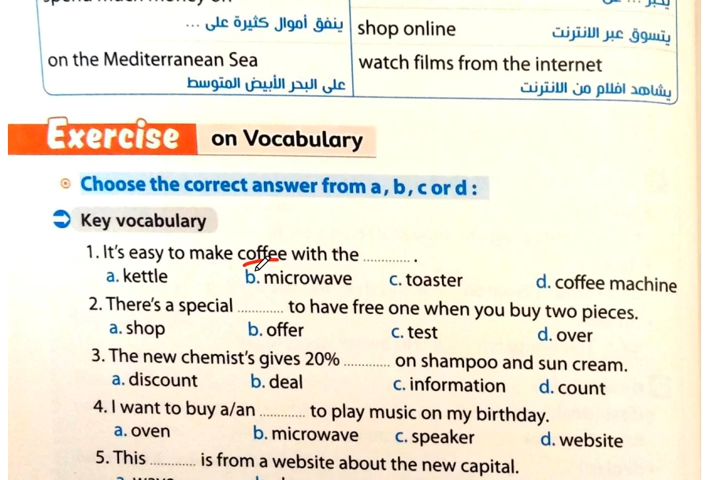 ينفق أموال كثيرة على ...
shop online
يتسوق عبر الانترنت
on the Mediterranean Sea
على البحر الأبيض المتوسط
watch films from the internet
يشاهد افلام من الانترنت
Exercise on Vocabulary
Choose the correct answer from a, b, c or d :
Key vocabulary
1. It's easy to make coffee with the ............ .
a. kettle b. microwave c. toaster d. coffee machine
2. There's a special ............ to have free one when you buy two pieces.
a. shop b. offer c. test d. over
3. The new chemist's gives 20% ............ on shampoo and sun cream.
a. discount b. deal c. information d. count
4. I want to buy a/an ............ to play music on my birthday.
a. oven b. microwave c. speaker d. website
5. This ............ is from a website about the new capital.